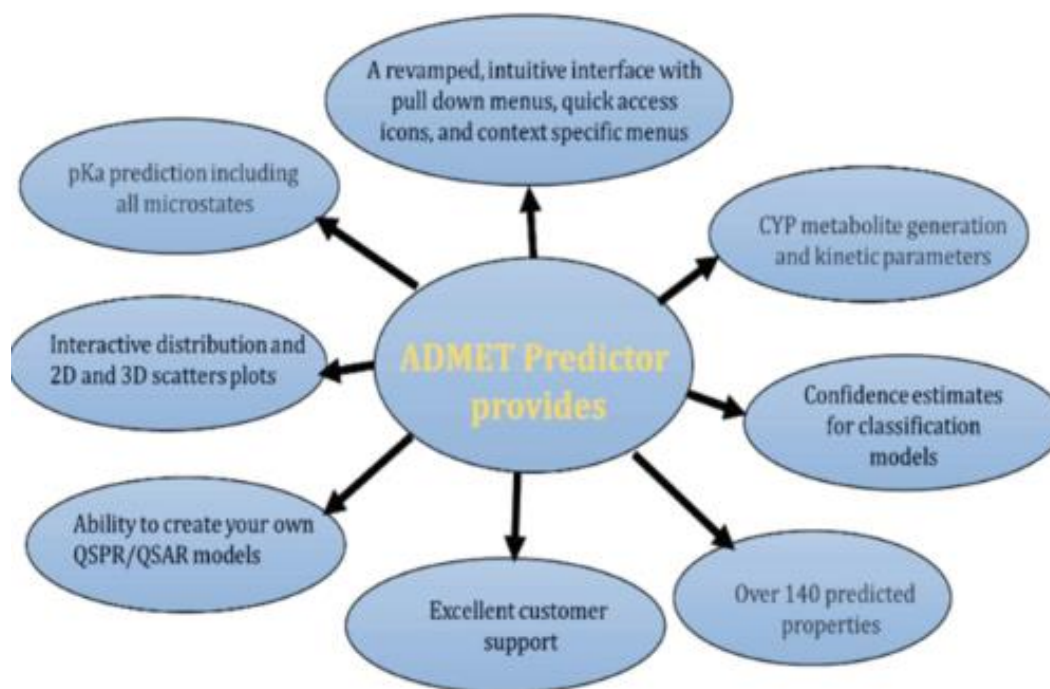 A revamped, intuitive interface with
pull down menus, quick access
icons, and context specific menus
pKa prediction including
all microstates
CYP metabolite generation
and kinetic parameters
Interactive distribution and
2D and 3D scatters plots
ADMET Predictor
provides
Confidence estimates
for classification
models
Ability to create your own
QSPR/QSAR models
Excellent customer
support
Over 140 predicted
properties